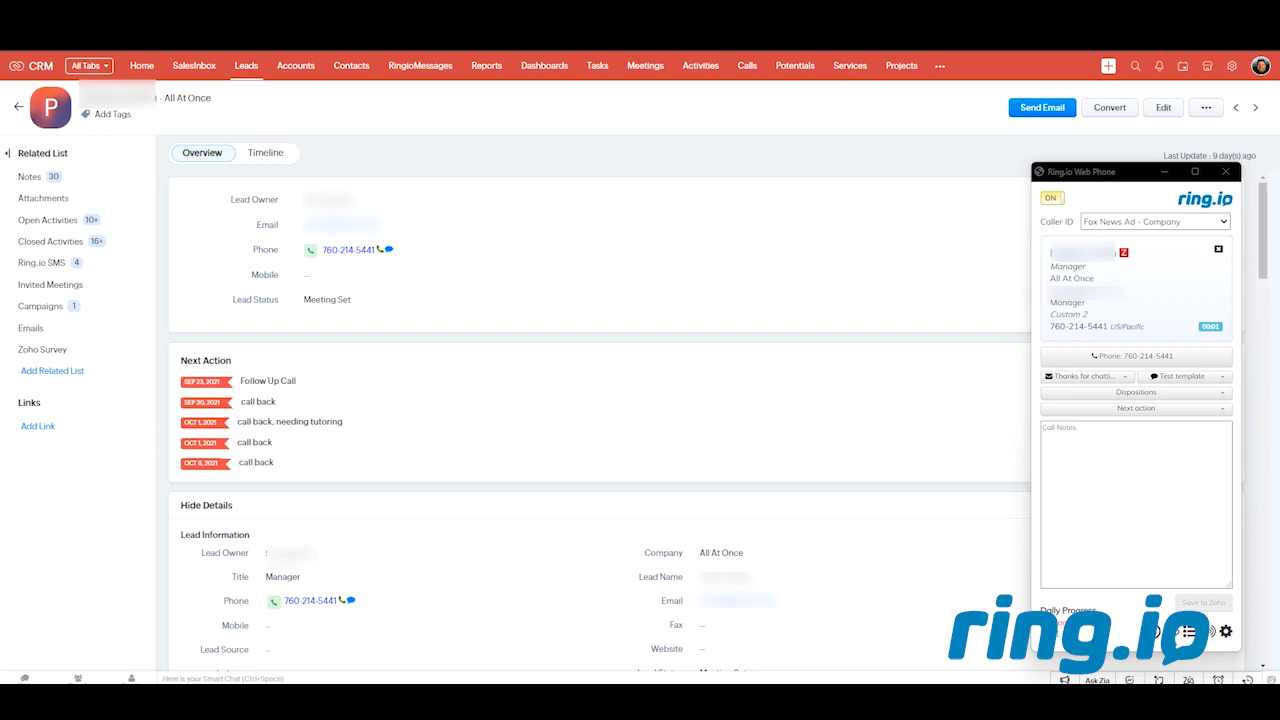 CRM All Tabs Home SalesInbox Leads Accounts Contacts RingioMessages Reports Dashboards Tasks Meetings Activities Calls Potentials Services Projects ...
P - All At Once
Add Tags
Send Email Convert Edit ...
Related List
Notes 30
Attachments
Open Activities 10+
Closed Activities 16+
Ring.io SMS 4
Invited Meetings
Campaigns 1
Emails
Zoho Survey
Add Related List
Links
Add Link
Overview Timeline
Last Update : 9 day(s) ago
Lead Owner
Email
Phone 760-214-5441
Mobile —
Lead Status Meeting Set
Next Action
SEP 23, 2021 Follow Up Call
SEP 30, 2021 call back
OCT 1, 2021 call back, needing tutoring
OCT 1, 2021 call back
OCT 8, 2021 call back
Hide Details
Lead Information
Lead Owner
Company All At Once
Title Manager
Lead Name
Phone 760-214-5441
Email
Mobile —
Fax —
Lead Source —
Website —
Ring.io Web Phone
ON ring.io
Caller ID Fox News Ad - Company
Z
Manager
All At Once
Manager
Custom 2
760-214-5441 US/Pacific 00:01
Phone: 760-214-5441
Thanks for chatti... Test template
Dispositions
Next action
Call Notes
Save to Zoho
Daily Progress
ring.io
Here is your Smart Chat (Ctrl+Space)
Ask Zia